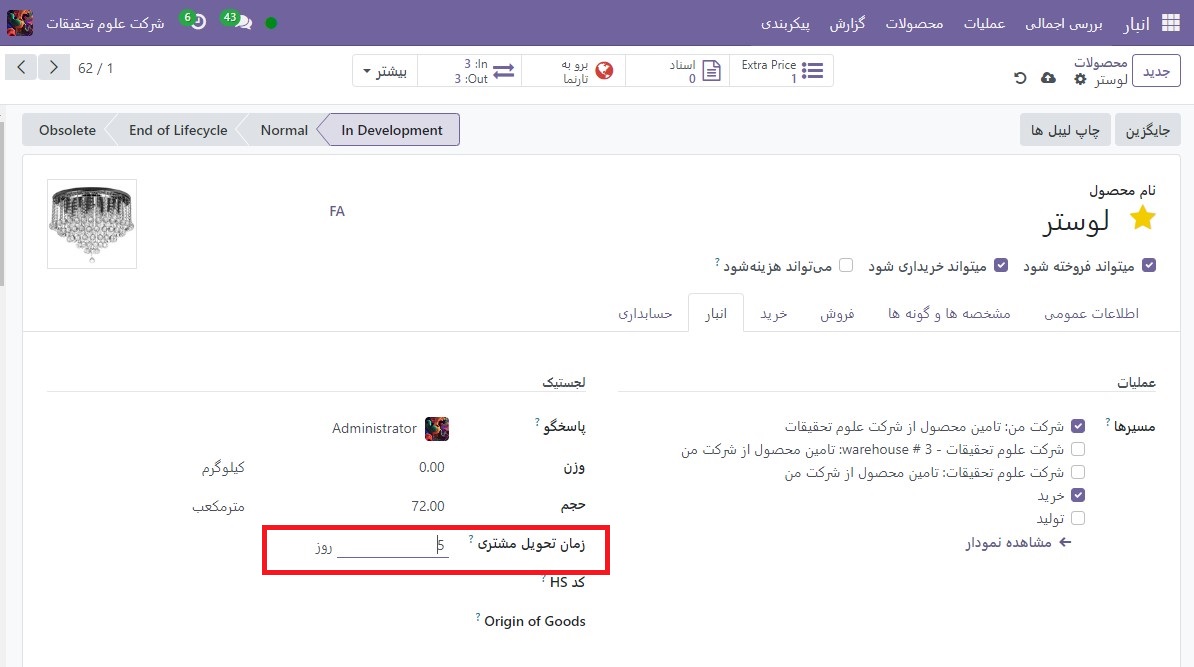 انبار بررسی اجمالی عملیات محصولات گزارش پیکربندی 43 6 شرکت علوم تحقیقات
جدید محصولات لوستر
Extra Price 1
اسناد 0
برو به تارنما
In: 3
Out: 3
بیشتر
62 / 1
جایگزین چاپ لیبل ها
In Development Normal End of Lifecycle Obsolete
نام محصول
لوستر
FA
میتواند فروخته شود میتواند خریداری شود می‌تواند هزینه‌شود ?
اطلاعات عمومی مشخصه ها و گونه ها فروش خرید انبار حسابداری
عملیات
مسیرها ?
شرکت من: تامین محصول از شرکت علوم تحقیقات
شرکت علوم تحقیقات - warehouse # 3: تامین محصول از شرکت من
شرکت علوم تحقیقات: تامین محصول از شرکت من
خرید
تولید
مشاهده نمودار
لجستیک
پاسخگو ? Administrator
وزن 0.00 کیلوگرم
حجم 72.00 مترمکعب
زمان تحویل مشتری ? 5 روز
کد HS ?
Origin of Goods ?